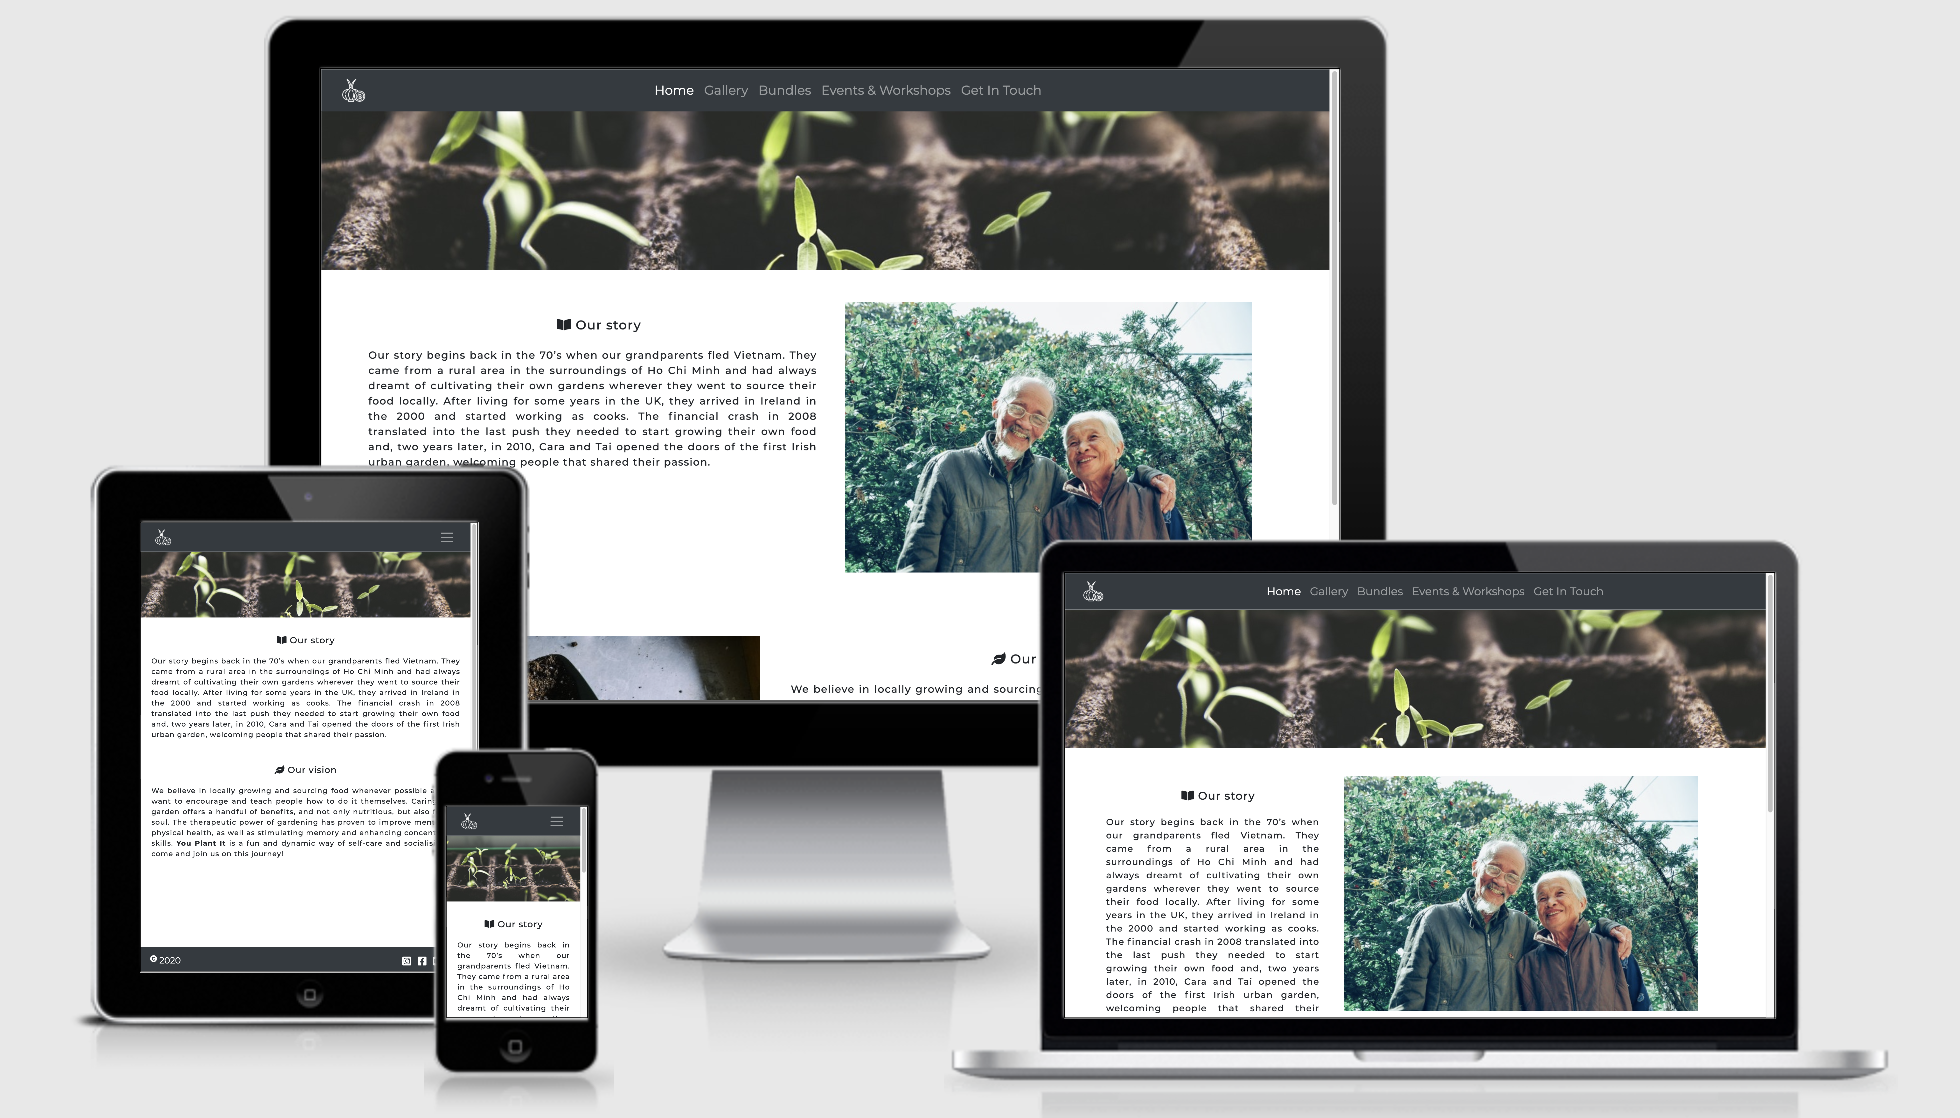 Home Gallery Bundles Events & Workshops Get In Touch
Our story
Our story begins back in the 70's when our grandparents fled Vietnam. They
came from a rural area in the surroundings of Ho Chi Minh and had always
dreamt of cultivating their own gardens wherever they went to source their
food locally. After living for some years in the UK, they arrived in Ireland in
the 2000 and started working as cooks. The financial crash in 2008
translated into the last push they needed to start growing their own food
and, two years later, in 2010, Cara and Tai opened the doors of the first Irish
urban garden, welcoming people that shared their passion.
Our
We believe in locally growing and sourcing
Our story
Our story begins back in the 70's when our grandparents fled Vietnam. They
came from a rural area in the surroundings of Ho Chi Minh and had always
dreamt of cultivating their own gardens wherever they went to source their
food locally. After living for some years in the UK, they arrived in Ireland in
the 2000 and started working as cooks. The financial crash in 2008
translated into the last push they needed to start growing their own food
and, two years later, in 2010, Cara and Tai opened the doors of the first Irish
urban garden, welcoming people that shared their passion.
Our vision
We believe in locally growing and sourcing food whenever possible
want to encourage and teach people how to do it themselves.
garden offers a handful of benefits, and not only nutritious, but also
soul. The therapeutic power of gardening has proven to improve
physical health, as well as stimulating memory and enhancing
skills. You Plant It is a fun and dynamic way of self-care and
come and join us on this journey!
© 2020
Our story
Our story begins back in
the 70's when our
grandparents fled Vietnam.
They came from a rural area
in the surroundings of Ho
Chi Minh and had always
dreamt of cultivating their
Home Gallery Bundles Events & Workshops Get In Touch
Our story
Our story begins back in the 70's when
our grandparents fled Vietnam. They
came from a rural area in the
surroundings of Ho Chi Minh and had
always dreamt of cultivating their own
gardens wherever they went to source
their food locally. After living for some
years in the UK, they arrived in Ireland in
the 2000 and started working as cooks.
The financial crash in 2008 translated into
the last push they needed to start
growing their own food and, two years
later, in 2010, Cara and Tai opened the
doors of the first Irish urban garden,
welcoming people that shared their